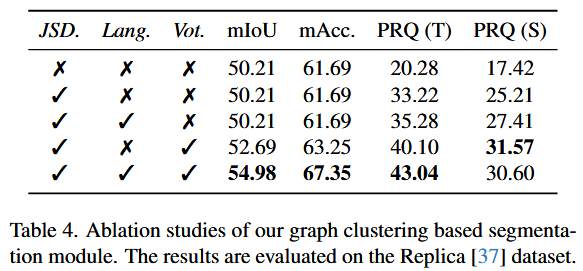 JSD. Lang. Vot. mIoU mAcc. PRQ (T) PRQ (S)
✗ ✗ ✗ 50.21 61.69 20.28 17.42
✓ ✗ ✗ 50.21 61.69 33.22 25.21
✓ ✓ ✗ 50.21 61.69 35.28 27.41
✓ ✗ ✓ 52.69 63.25 40.10 31.57
✓ ✓ ✓ 54.98 67.35 43.04 30.60
Table 4. Ablation studies of our graph clustering based segmenta-
tion module. The results are evaluated on the Replica [37] dataset.